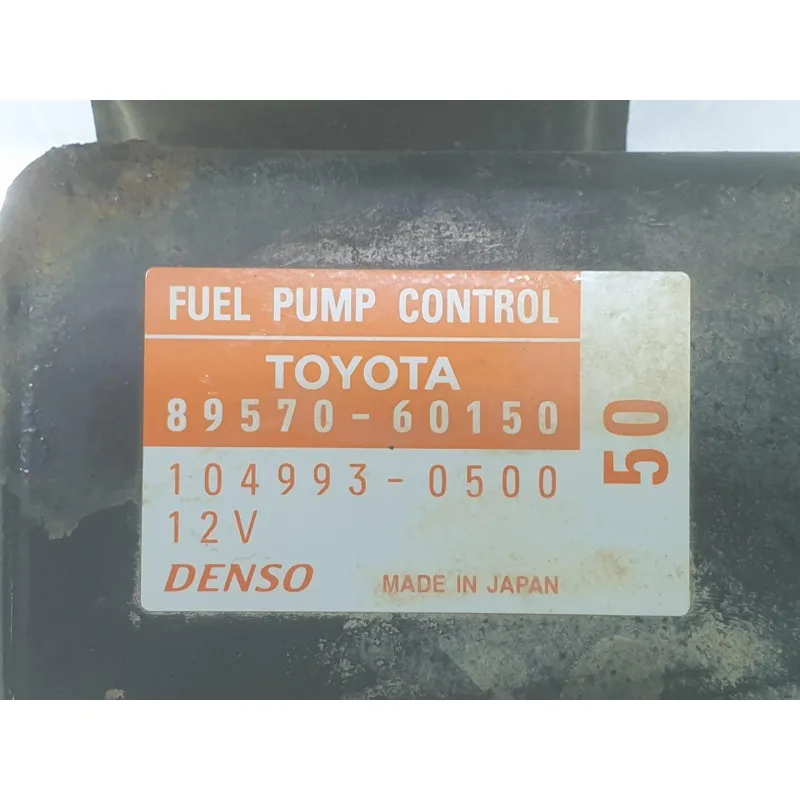 FUEL PUMP CONTROL
TOYOTA
89570-60150
104993-0500
12V
DENSO
MADE IN JAPAN
50